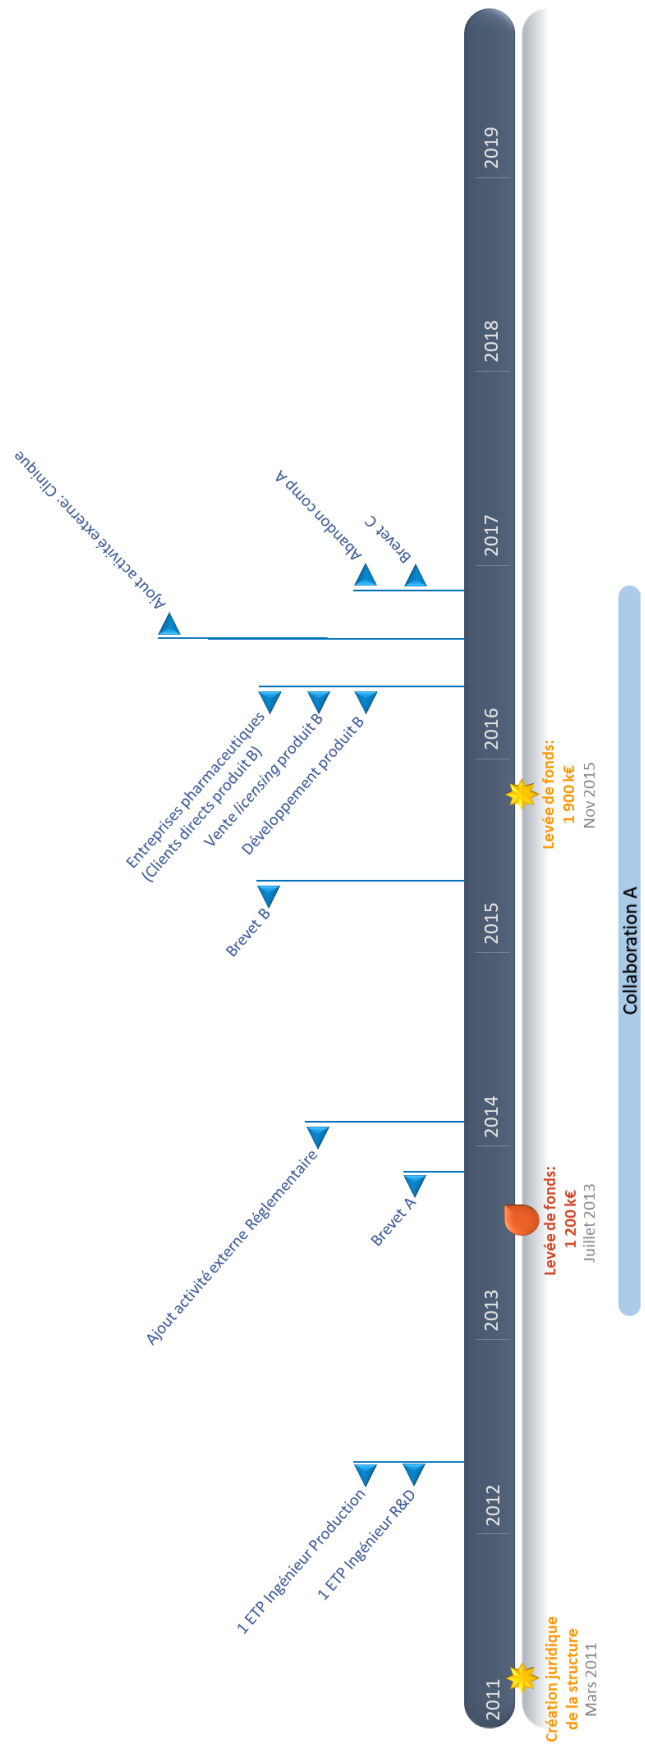 Ajout activité externe: Clinique
Entreprises pharmaceutiques
(Clients directs produit B)
Vente licensing produit B
Développement produit B
Abandon comp A
Brevet C
Brevet B
Ajout activité externe Réglementaire
Brevet A
1 ETP Ingénieur Production
1 ETP Ingénieur R&D
2011
2012
2013
2014
2015
2016
2017
2018
2019
Création juridique
de la structure
Mars 2011
Levée de fonds:
1 200 k€
Juillet 2013
Levée de fonds:
1 900 k€
Nov 2015
Collaboration A